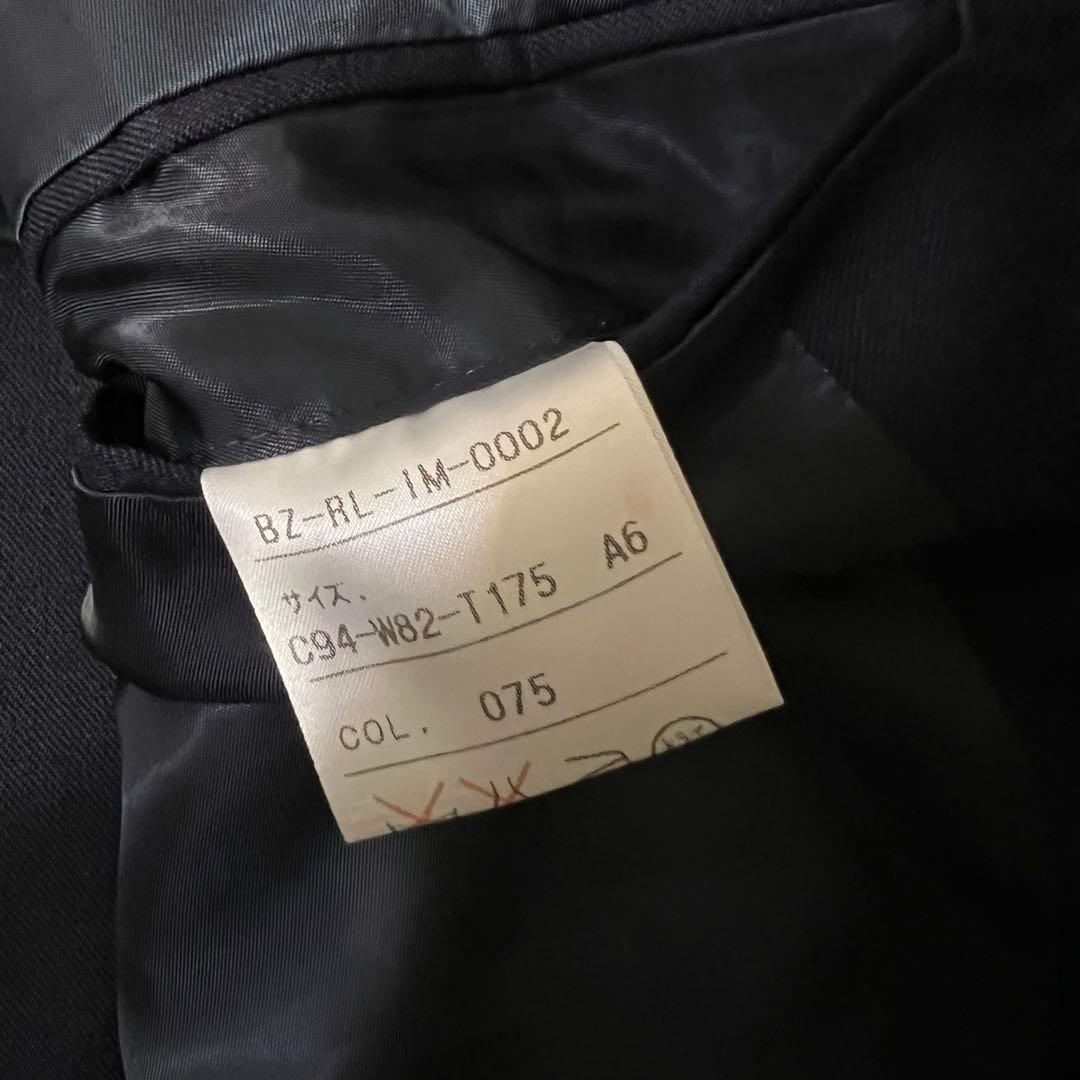 BZ-RL-IM-0002
サイズ.
C94-W82-T175 A6
COL. 075